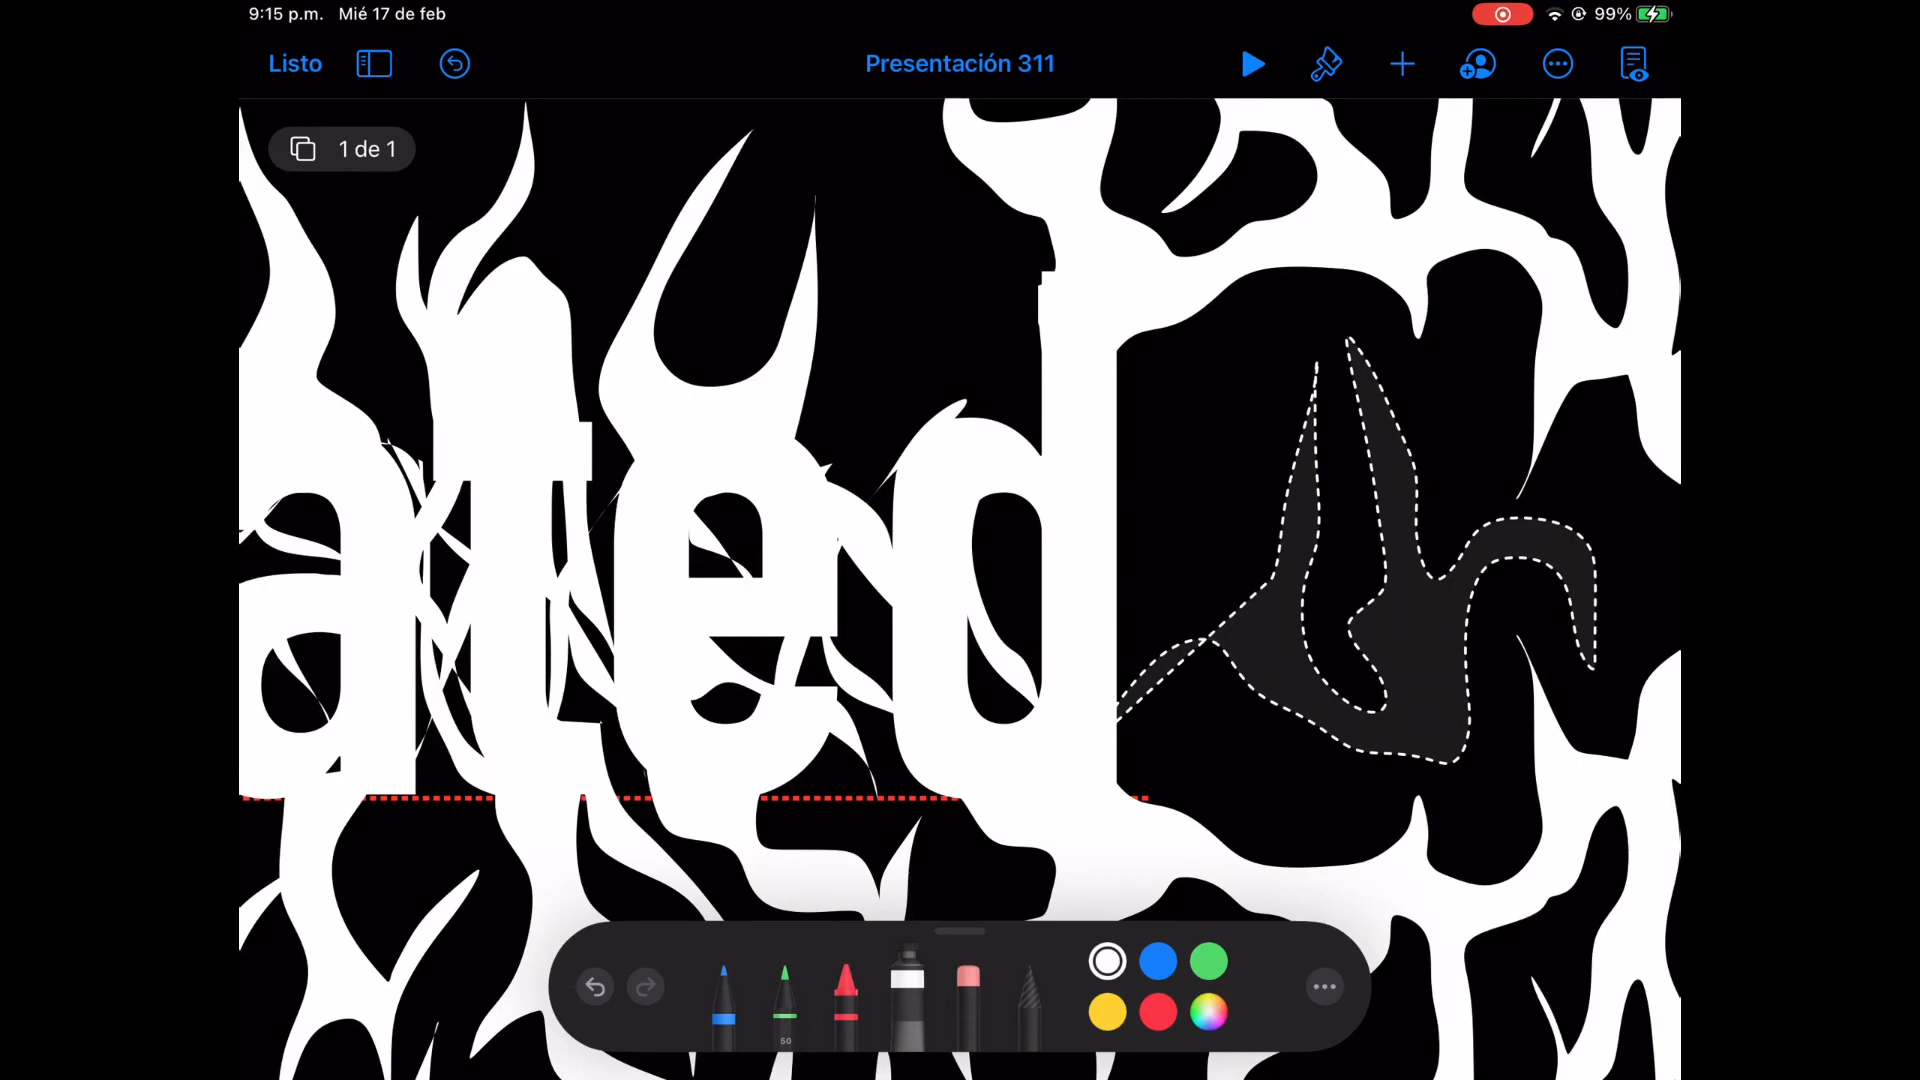 9:15 p.m. Mié 17 de feb
99%
Listo
Presentación 311
1 de 1
ated
50